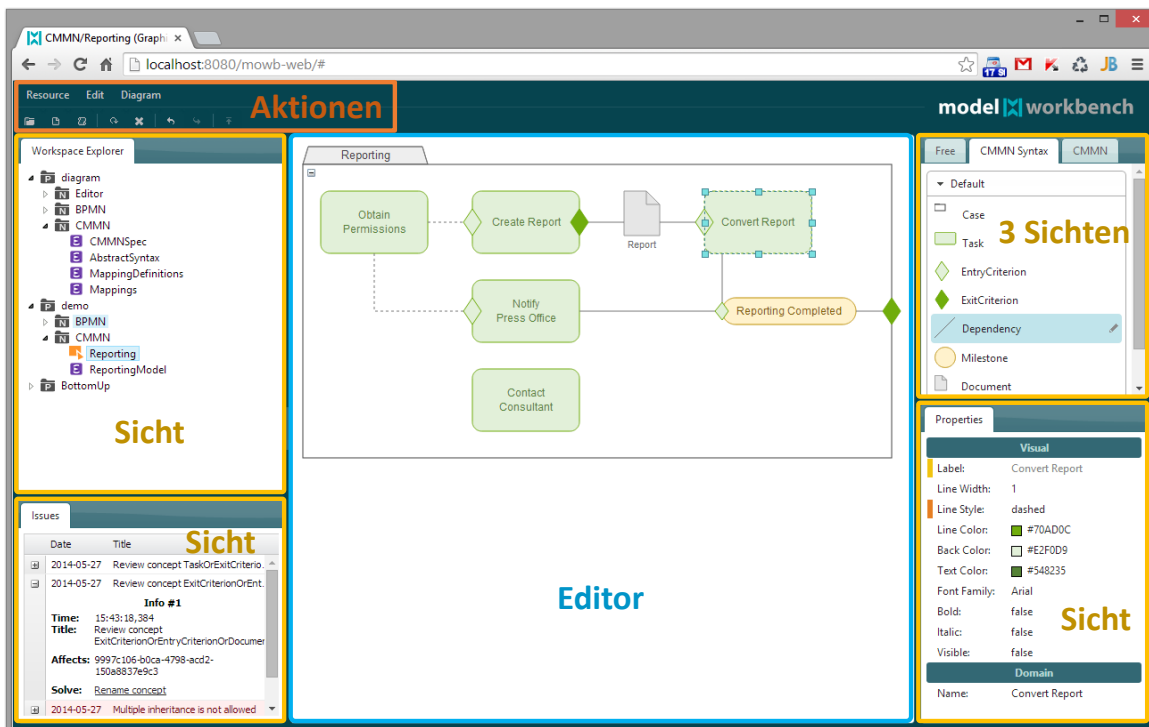 CMMN/Reporting (Graphi
localhost:8080/mowb-web/#
17 SI
JB
Resource Edit Diagram
Aktionen
model workbench
Workspace Explorer
diagram
Editor
BPMN
CMMN
CMMNSpec
AbstractSyntax
MappingDefinitions
Mappings
demo
BPMN
CMMN
Reporting
ReportingModel
BottomUp
Sicht
Issues
Sicht
Date Title
2014-05-27 Review concept TaskOrExitCriterio...
2014-05-27 Review concept ExitCriterionOrEnt...
Info #1
Time: 15:43:18,384
Title: Review concept
ExitCriterionOrEntryCriterionOrDocumen
Affects: 9997c106-b0ca-4798-acd2-
150a8837e9c3
Solve: Rename concept
2014-05-27 Multiple inheritance is not allowed
Reporting
Obtain
Permissions
Create Report
Report
Convert Report
Notify
Press Office
Reporting Completed
Contact
Consultant
Editor
Free CMMN Syntax CMMN
Default
Case
3 Sichten
Task
EntryCriterion
ExitCriterion
Dependency
Milestone
Document
Properties
Visual
Label: Convert Report
Line Width: 1
Line Style: dashed
Line Color: #70AD0C
Back Color: #E2F0D9
Text Color: #548235
Font Family: Arial
Bold: false
Sicht
Italic: false
Visible: false
Domain
Name: Convert Report